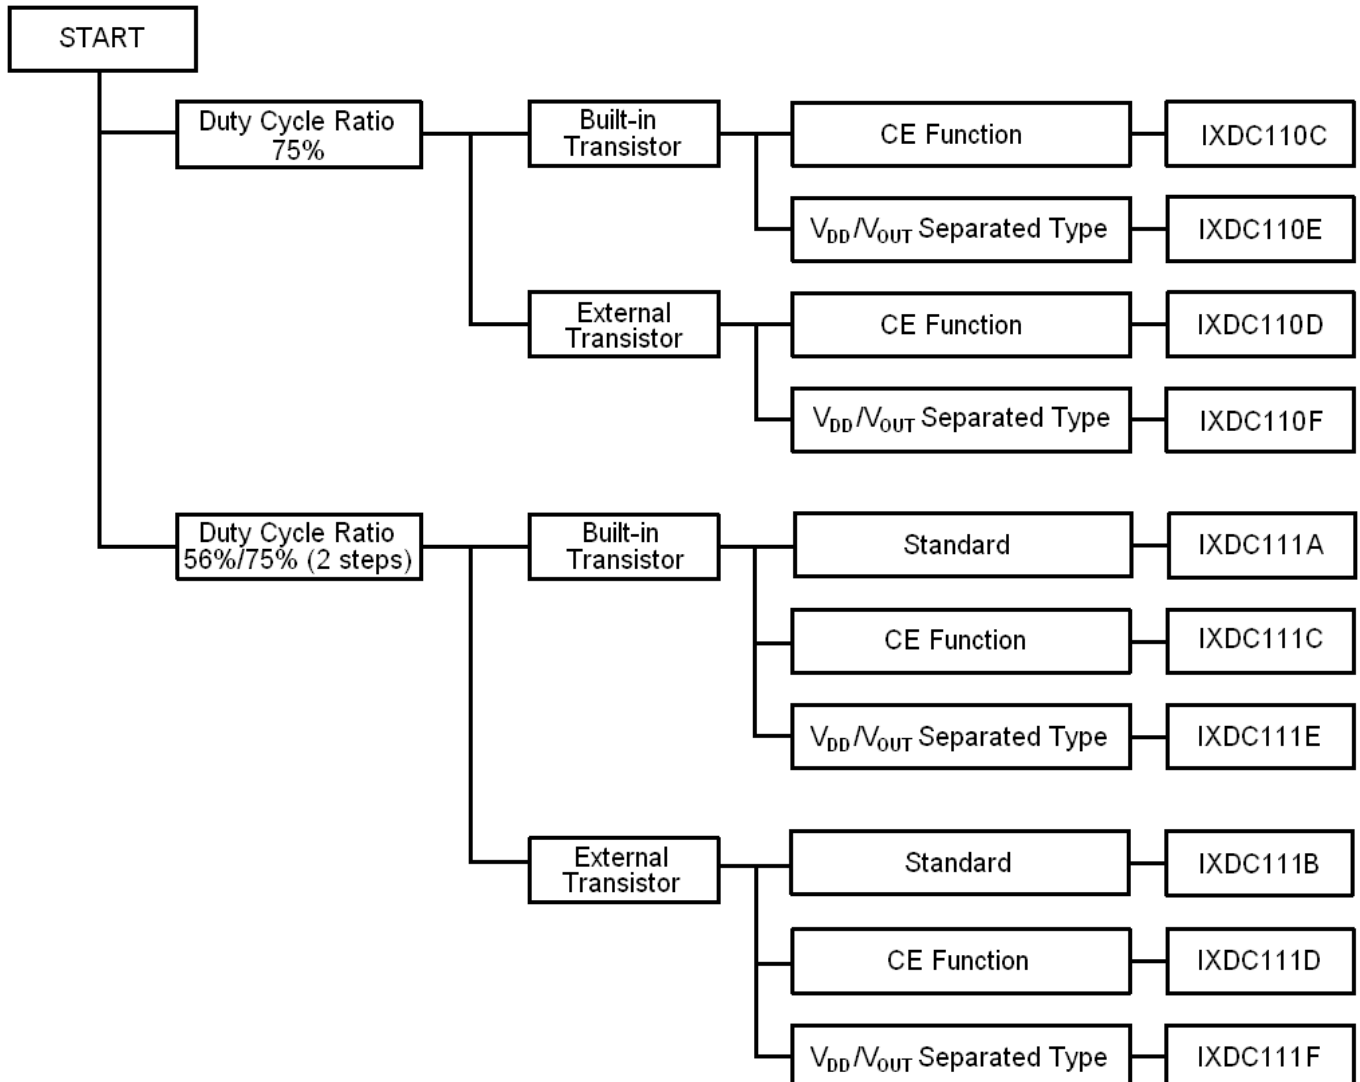 START
Duty Cycle Ratio
75%
Built-in
Transistor
CE Function
IXDC110C
VDD/VOUT Separated Type
IXDC110E
External
Transistor
CE Function
IXDC110D
VDD/VOUT Separated Type
IXDC110F
Duty Cycle Ratio
56%/75% (2 steps)
Built-in
Transistor
Standard
IXDC111A
CE Function
IXDC111C
VDD/VOUT Separated Type
IXDC111E
External
Transistor
Standard
IXDC111B
CE Function
IXDC111D
VDD/VOUT Separated Type
IXDC111F